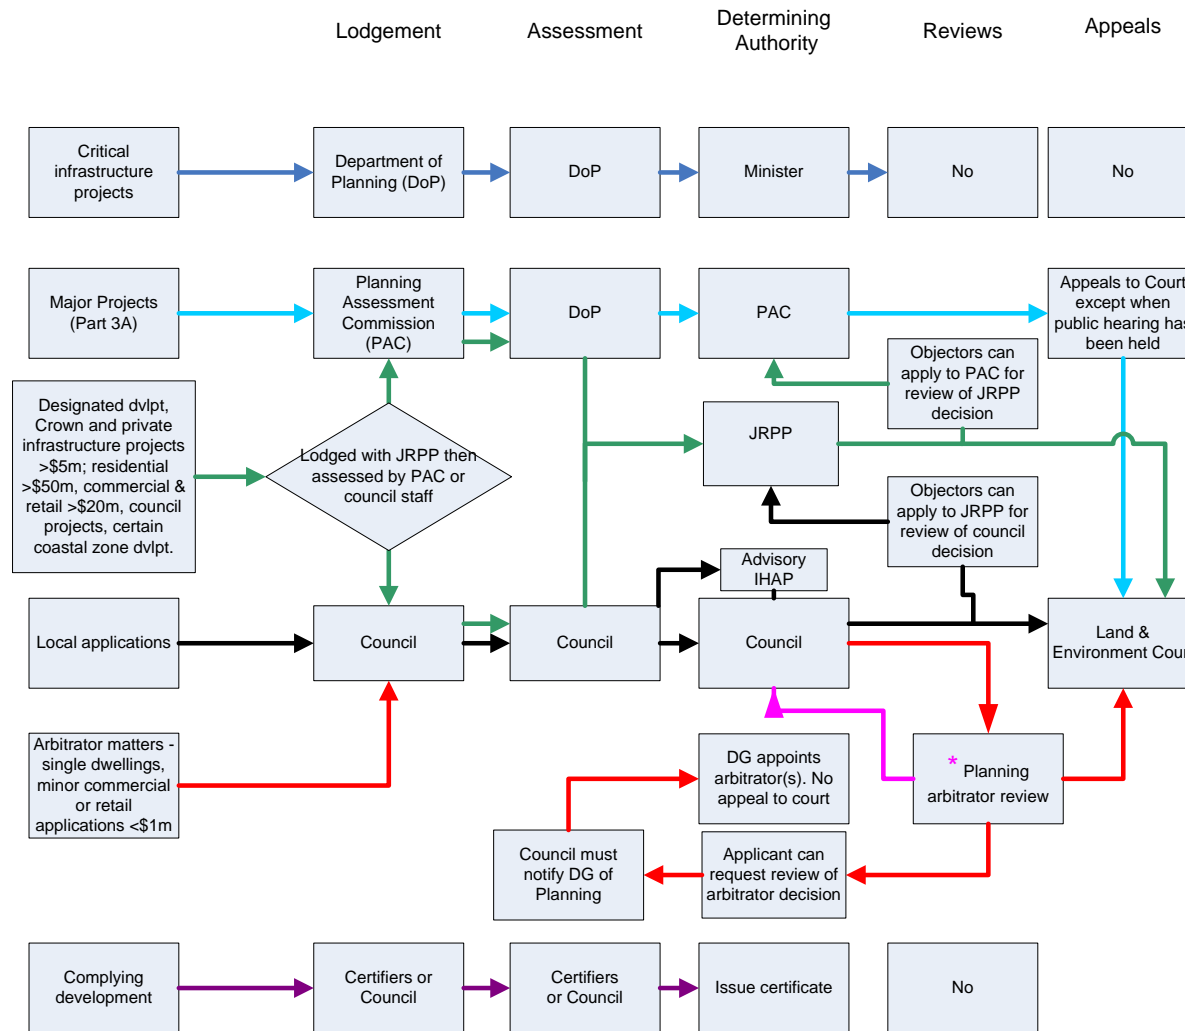 Lodgement
Assessment
Determining
Authority
Reviews
Appeals
Critical
infrastructure
projects
Department of
Planning (DoP)
DoP
Minister
No
No
Major Projects
(Part 3A)
Planning
Assessment
Commission
(PAC)
DoP
PAC
Appeals to Court
except when
public hearing has
been held
Objectors can
apply to PAC for
review of JRPP
decision
Designated dvlpt,
Crown and private
infrastructure projects
>$5m; residential
>$50m, commercial &
retail >$20m, council
projects, certain
coastal zone dvlpt.
Lodged with JRPP then
assessed by PAC or
council staff
JRPP
Objectors can
apply to JRPP for
review of council
decision
Advisory
IHAP
Local applications
Council
Council
Council
Land &
Environment Cour
Arbitrator matters -
single dwellings,
minor commercial
or retail
applications <$1m
DG appoints
arbitrator(s). No
appeal to court
* Planning
arbitrator review
Council must
notify DG of
Planning
Applicant can
request review of
arbitrator decision
Complying
development
Certifiers or
Council
Certifiers
or Council
Issue certificate
No